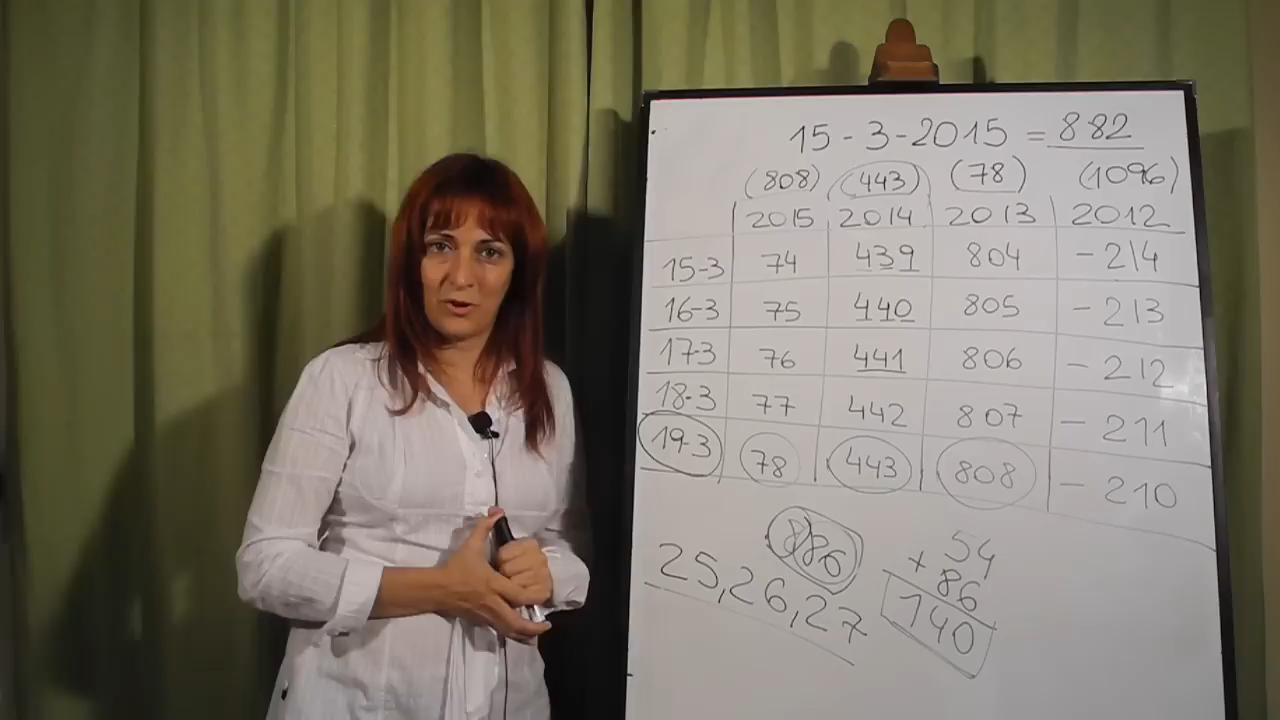 15-3-2015 = 882
(808) (443) (78) (1096)
2015 2014 2013 2012
15-3 74 439 804 -214
16-3 75 440 805 -213
17-3 76 441 806 -212
18-3 77 442 807 -211
19-3 78 443 808 -210
886
54
+ 86
140
25,26,27